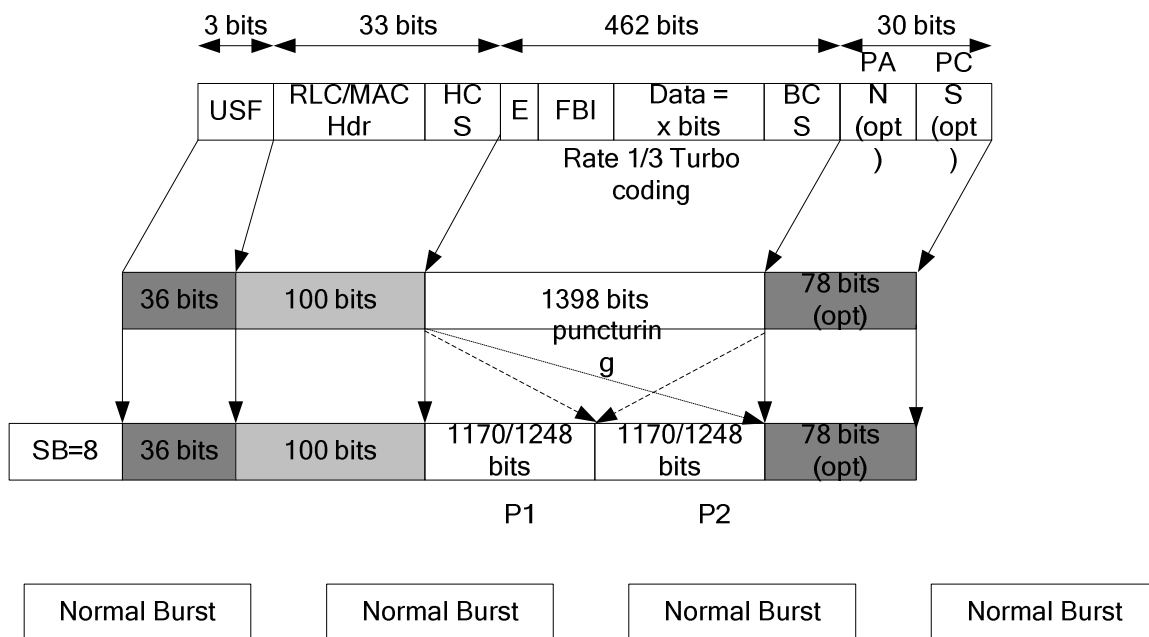 3 bits 33 bits 462 bits 30 bits
USF
RLC/MAC
Hdr
HC
S
E
FBI
Data =
x bits
BC
S
PA
N
(opt
)
PC
S
(opt
)
Rate 1/3 Turbo
coding
36 bits
100 bits
1398 bits
78 bits
(opt)
puncturin
g
SB=8
36 bits
100 bits
1170/1248
bits
1170/1248
bits
78 bits
(opt)
P1
P2
Normal Burst
Normal Burst
Normal Burst
Normal Burst